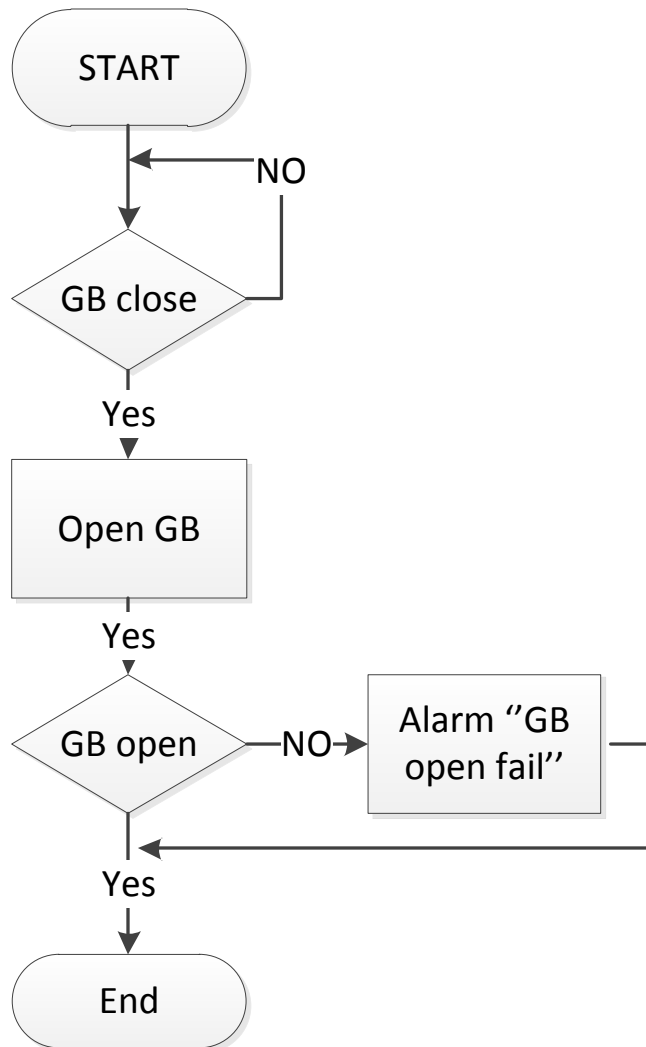 START
NO
GB close
Yes
Open GB
Yes
GB open
NO
Alarm ‘’GB
open fail’’
Yes
End